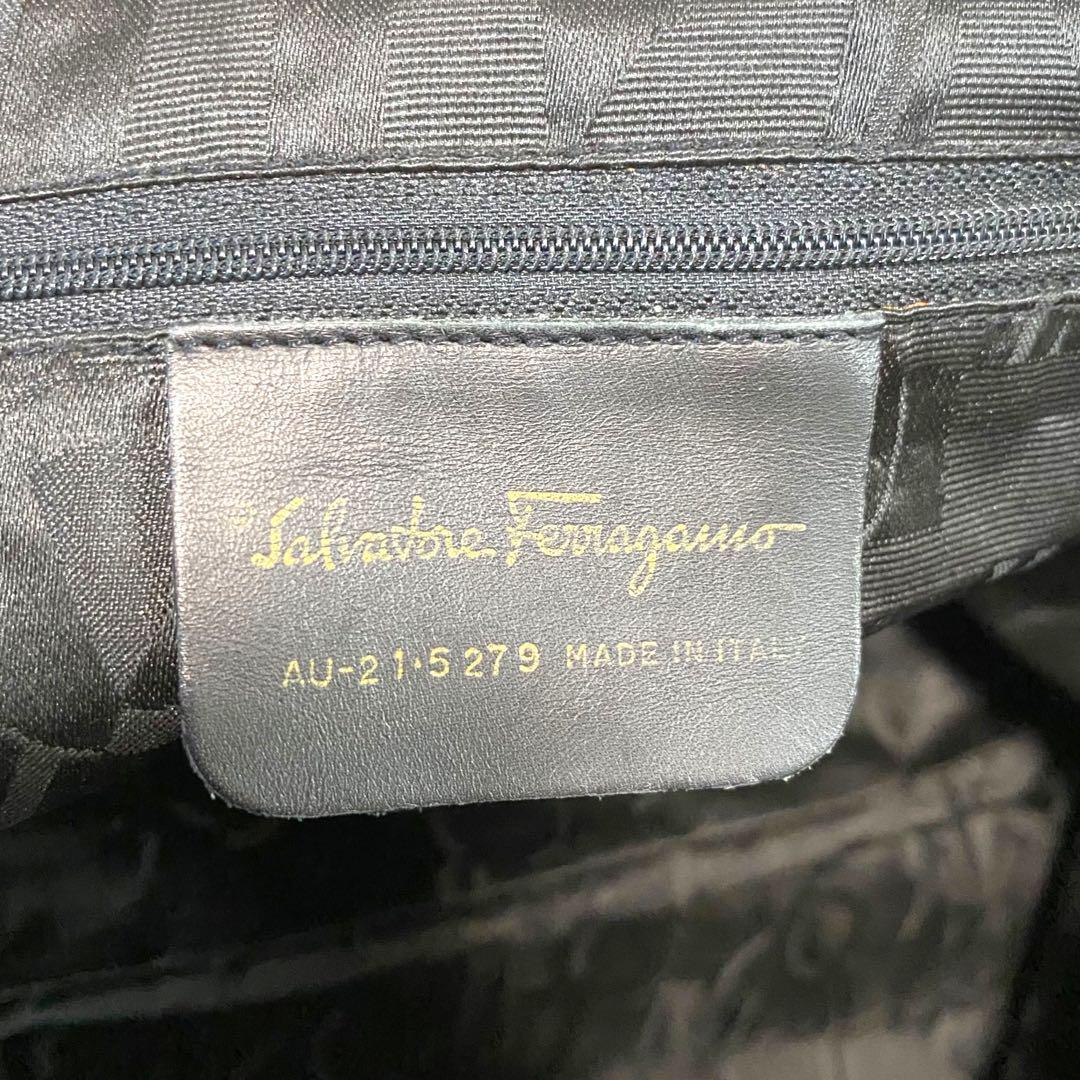 Salvatore Ferragamo
AU-21·5279 MADE IN ITALY